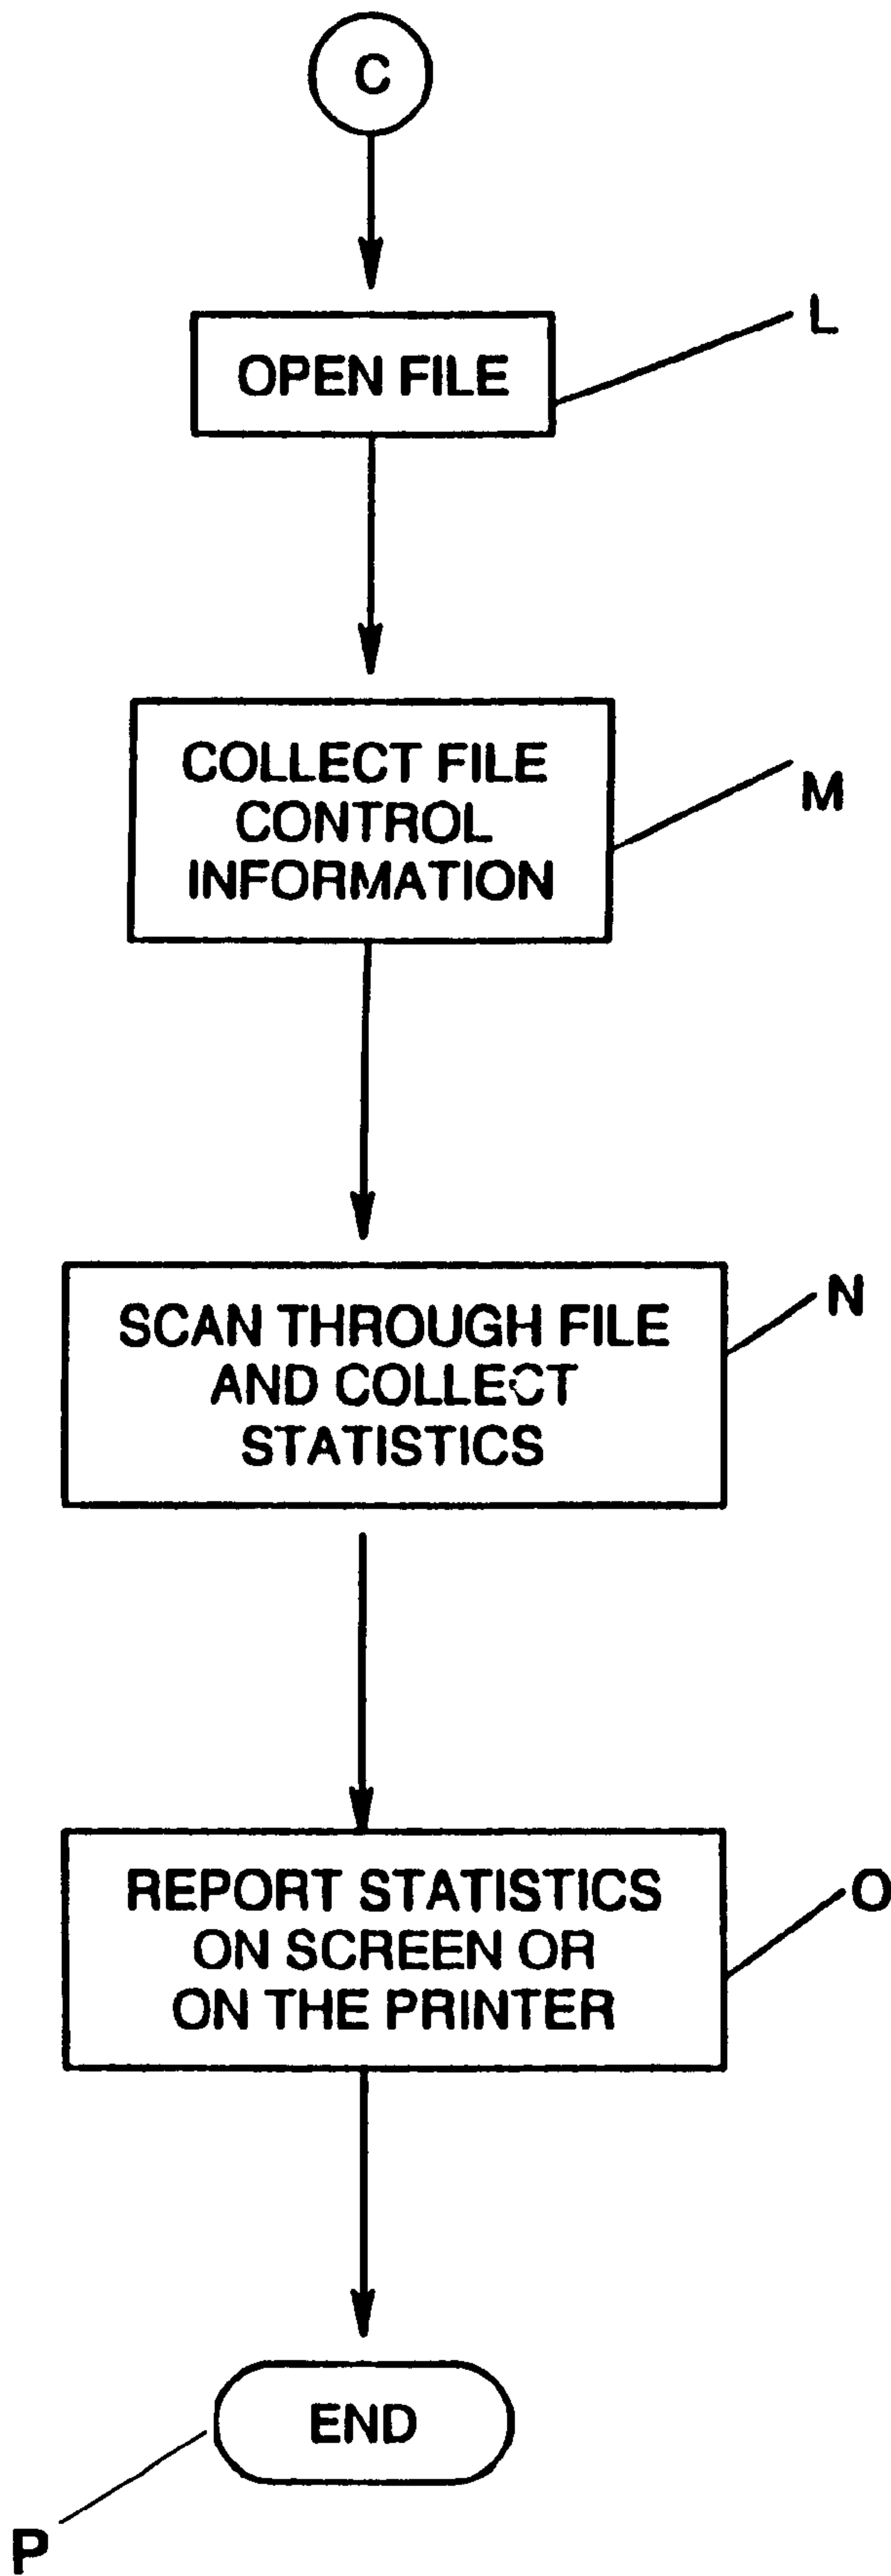 C
OPEN FILE
L
COLLECT FILE
CONTROL
INFORMATION
M
SCAN THROUGH FILE
AND COLLECT
STATISTICS
N
REPORT STATISTICS
ON SCREEN OR
ON THE PRINTER
O
END
P